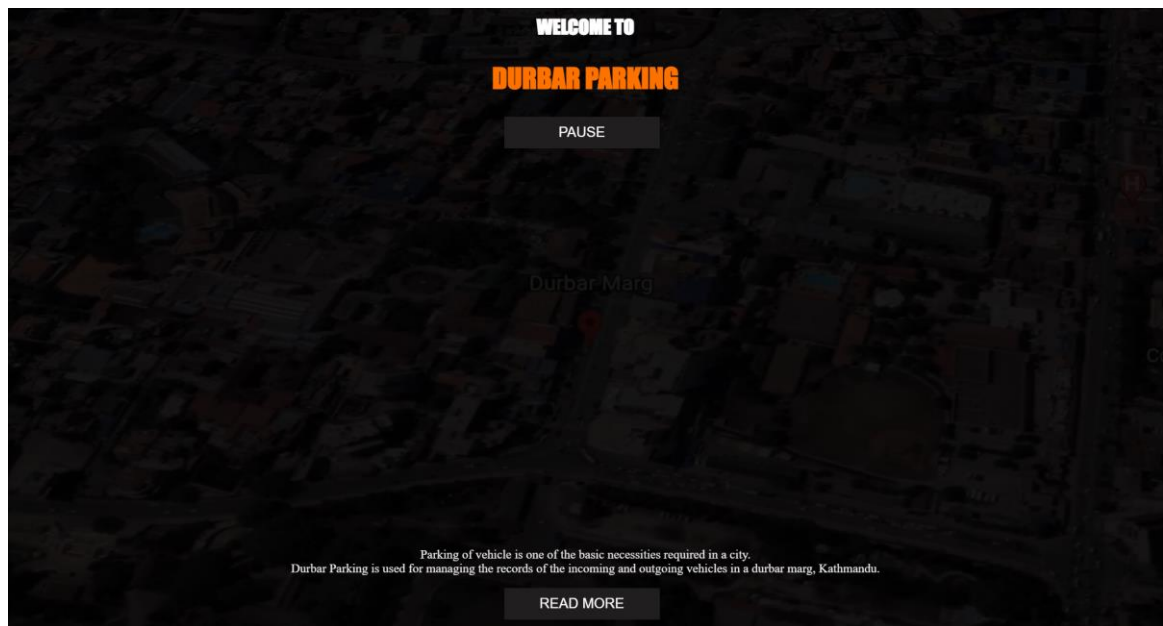 WELCOME TO
DURBAR PARKING
PAUSE
Durbar Marg
Parking of vehicle is one of the basic necessities required in a city.
Durbar Parking is used for managing the records of the incoming and outgoing vehicles in a durbar marg, Kathmandu.
READ MORE